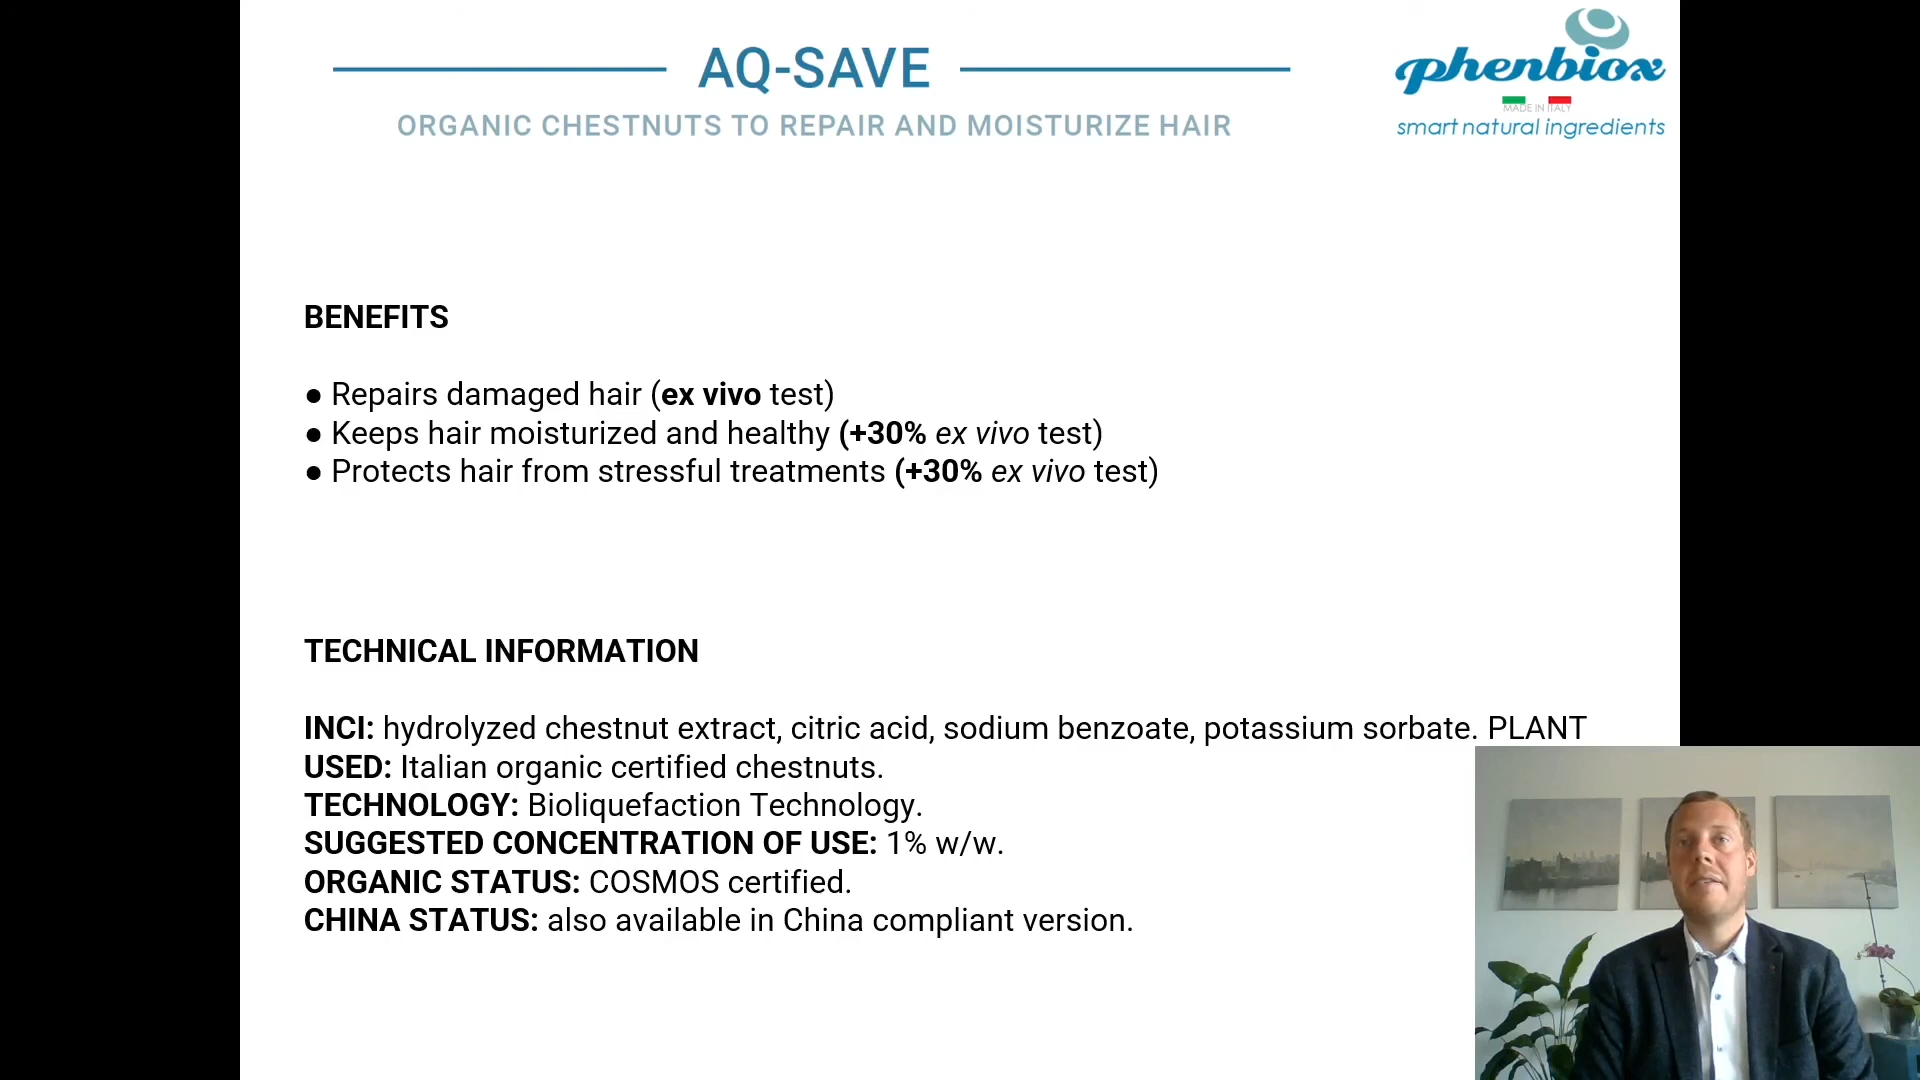 AQ-SAVE
ORGANIC CHESTNUTS TO REPAIR AND MOISTURIZE HAIR
phenbiox
MADE IN ITALY
smart natural ingredients
BENEFITS
● Repairs damaged hair (ex vivo test)
● Keeps hair moisturized and healthy (+30% ex vivo test)
● Protects hair from stressful treatments (+30% ex vivo test)
TECHNICAL INFORMATION
INCI: hydrolyzed chestnut extract, citric acid, sodium benzoate, potassium sorbate. PLANT
USED: Italian organic certified chestnuts.
TECHNOLOGY: Bioliquefaction Technology.
SUGGESTED CONCENTRATION OF USE: 1% w/w.
ORGANIC STATUS: COSMOS certified.
CHINA STATUS: also available in China compliant version.